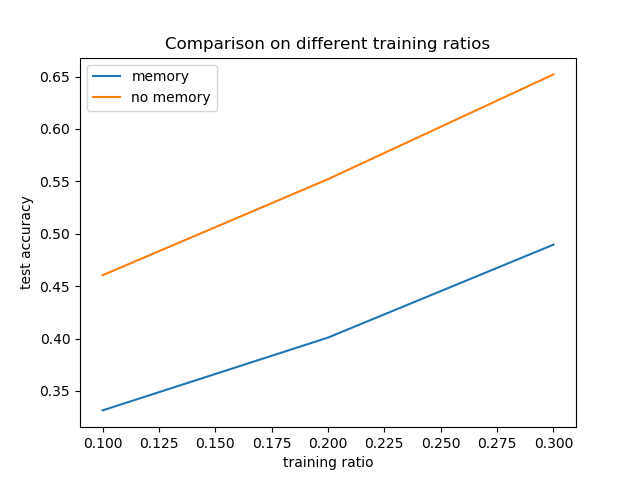 Comparison on different training ratios
memory
no memory
0.65
0.60
0.55
0.50
0.45
0.40
0.35
test accuracy
0.100 0.125 0.150 0.175 0.200 0.225 0.250 0.275 0.300
training ratio